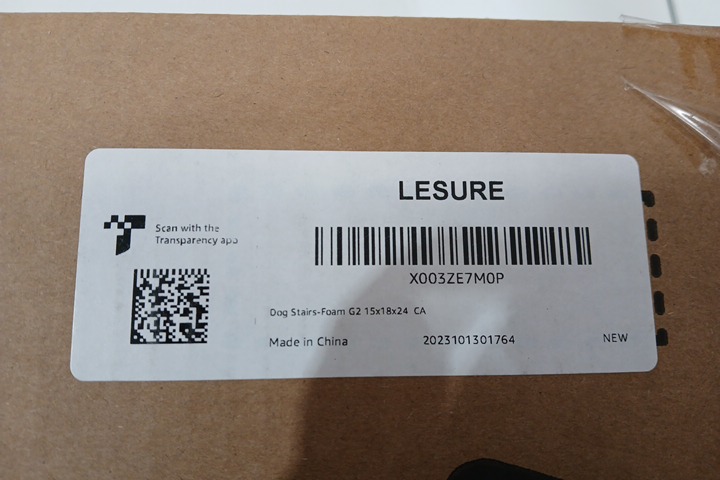 LESURE
Scan with the
Transparency app
X003ZE7M0P
Dog Stairs-Foam G2 15x18x24 CA
Made in China
2023101301764
NEW